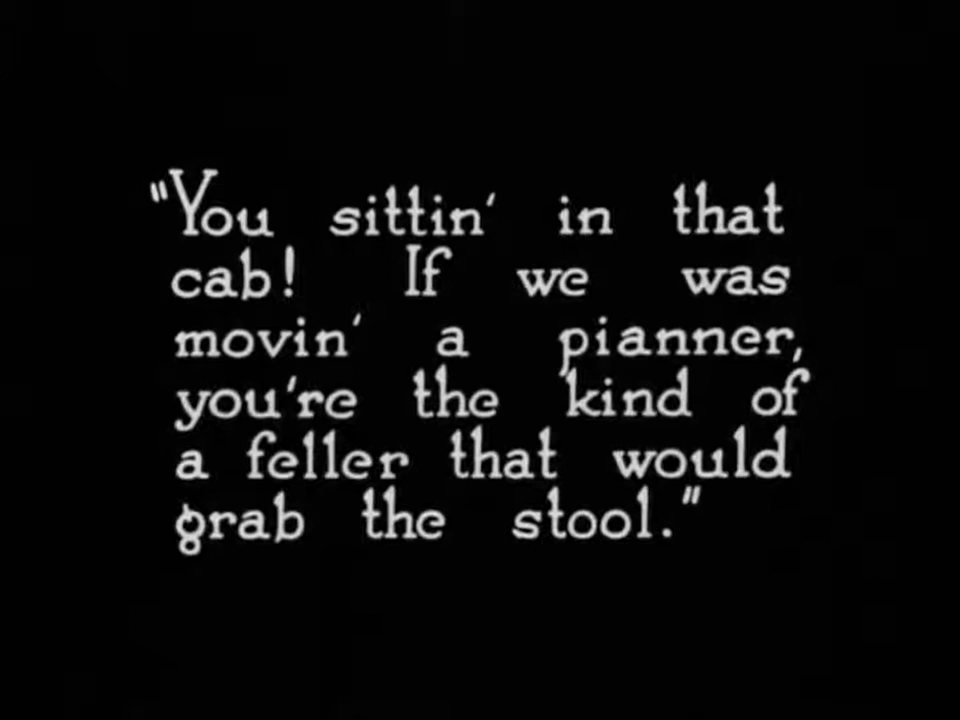 "You sittin' in that
cab! If we was
movin' a pianner,
you're the kind of
a feller that would
grab the stool."